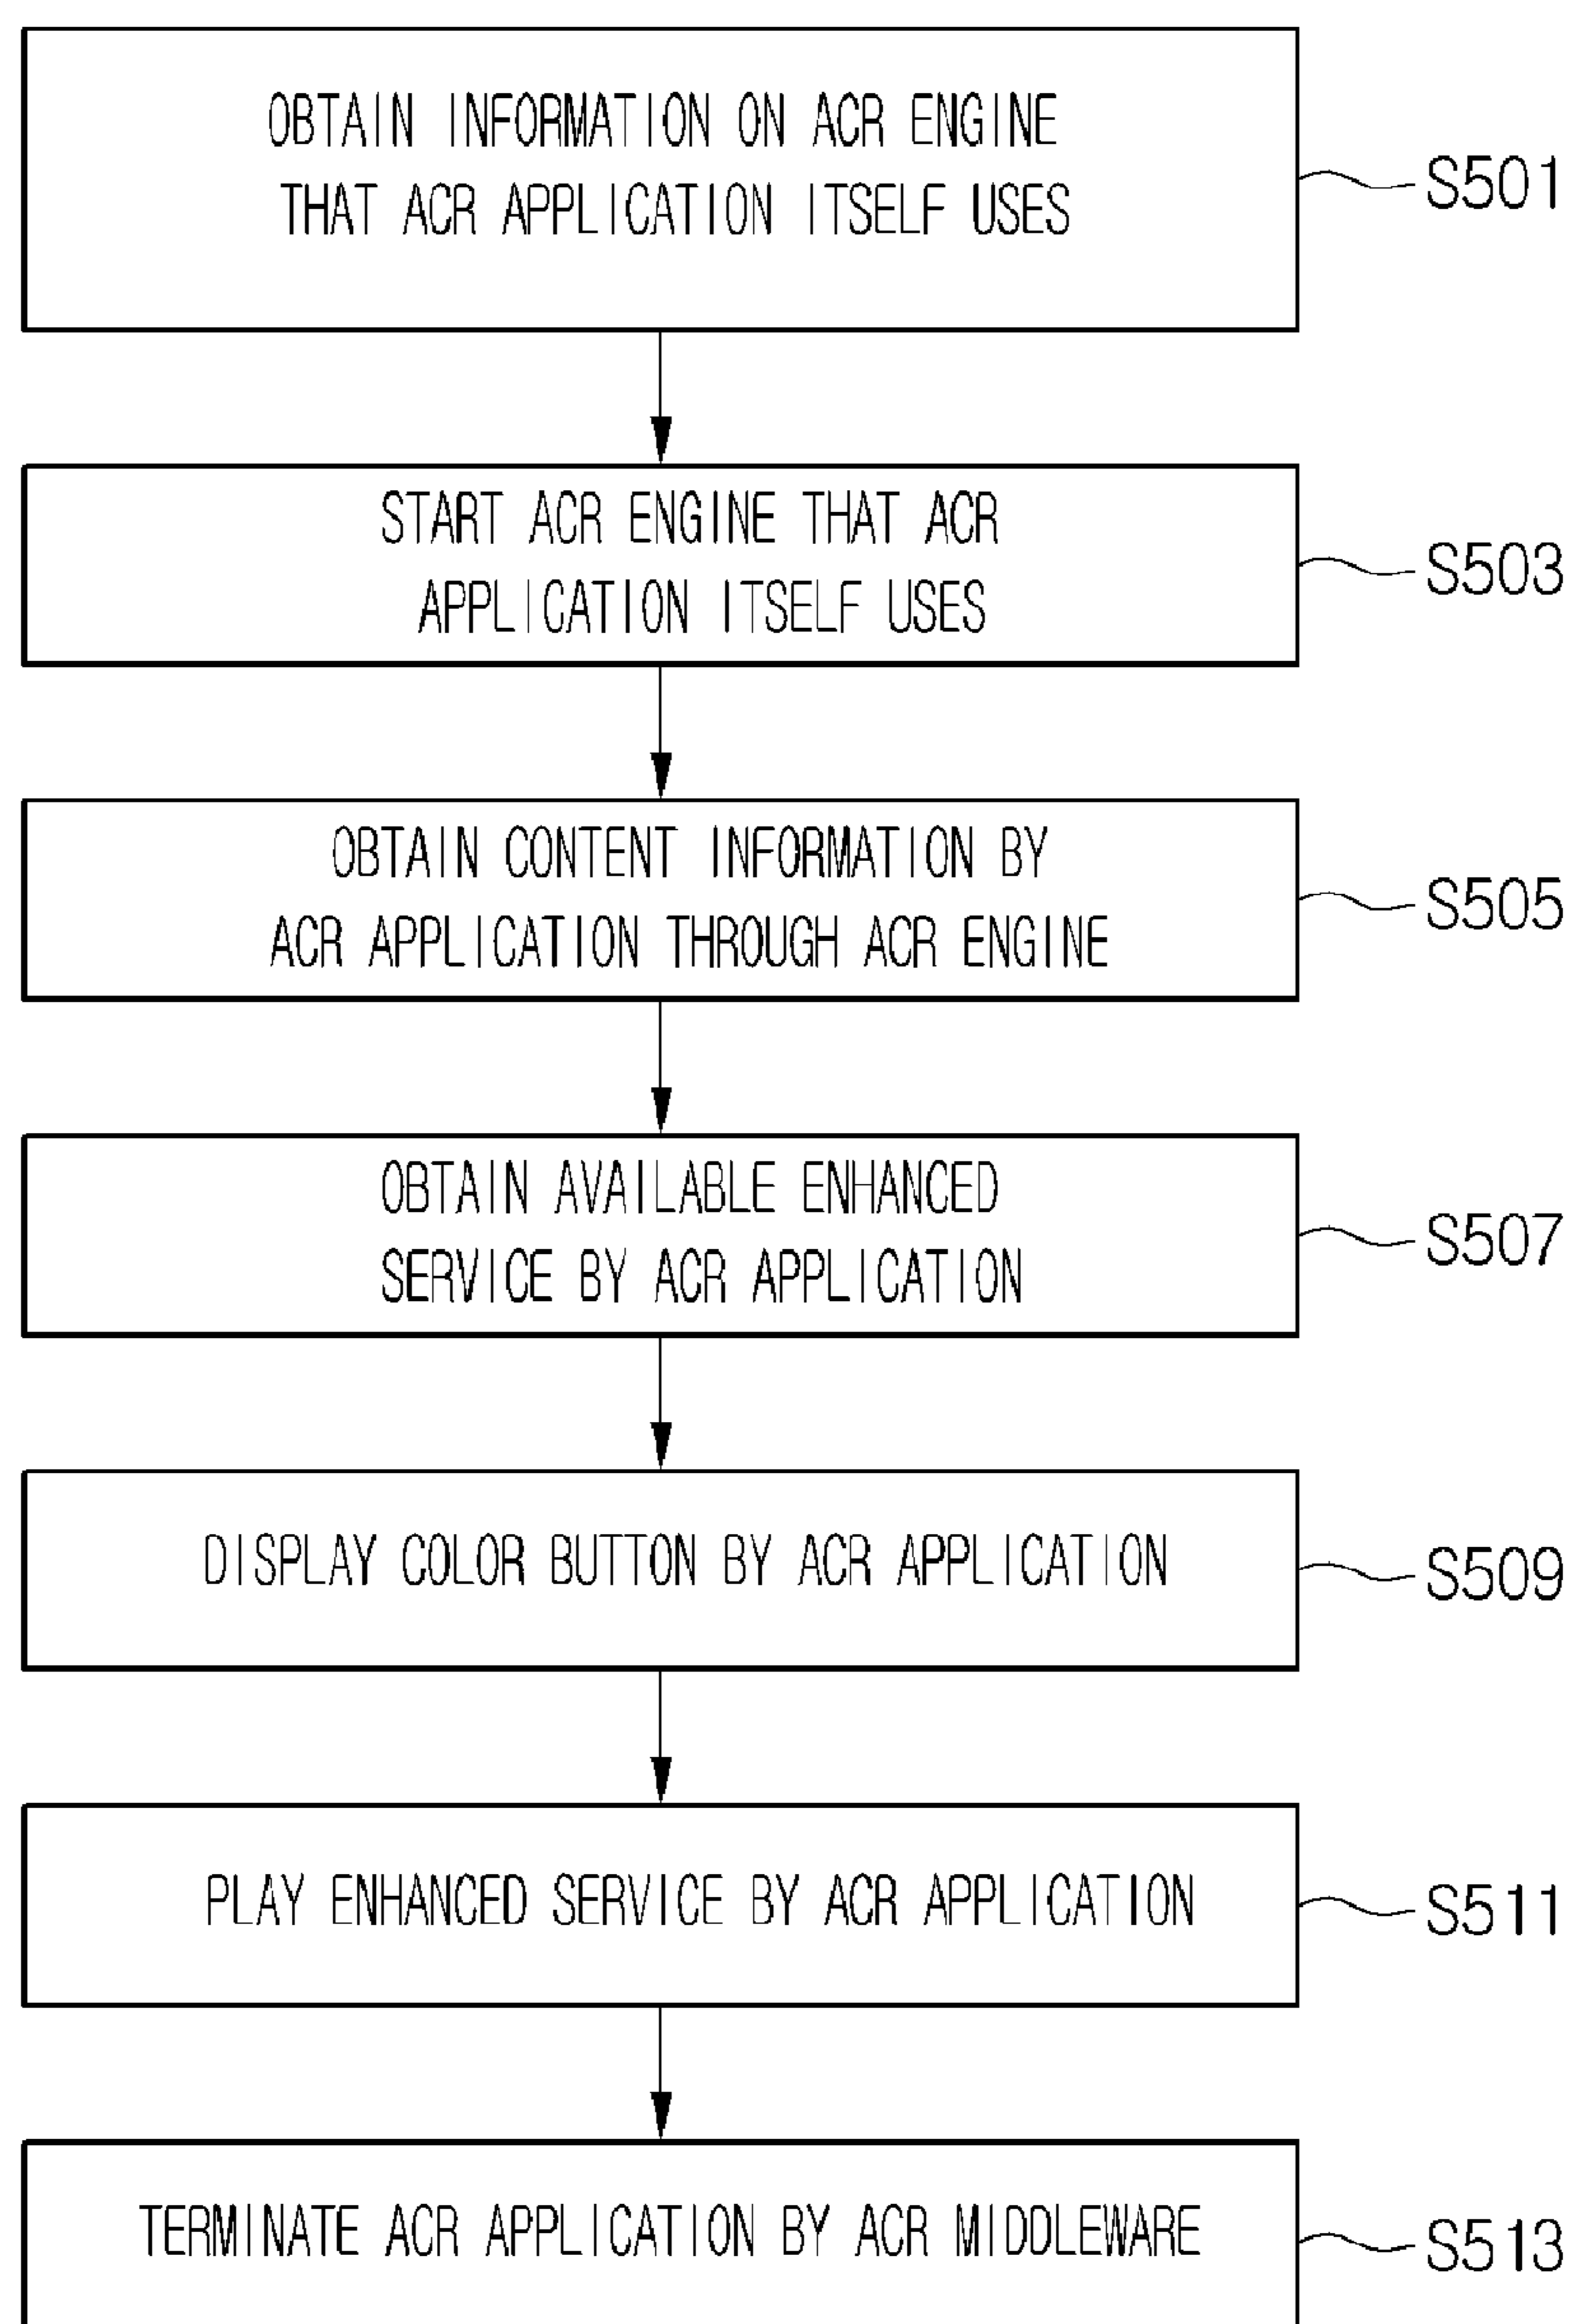 OBTAIN INFORMATION ON ACR ENGINE
THAT ACR APPLICATION ITSELF USES
S501
START ACR ENGINE THAT ACR
APPLICATION ITSELF USES
S503
OBTAIN CONTENT INFORMATION BY
ACR APPLICATION THROUGH ACR ENGINE
S505
OBTAIN AVAILABLE ENHANCED
SERVICE BY ACR APPLICATION
S507
DISPLAY COLOR BUTTON BY ACR APPLICATION
S509
PLAY ENHANCED SERVICE BY ACR APPLICATION
S511
TERMINATE ACR APPLICATION BY ACR MIDDLEWARE
S513